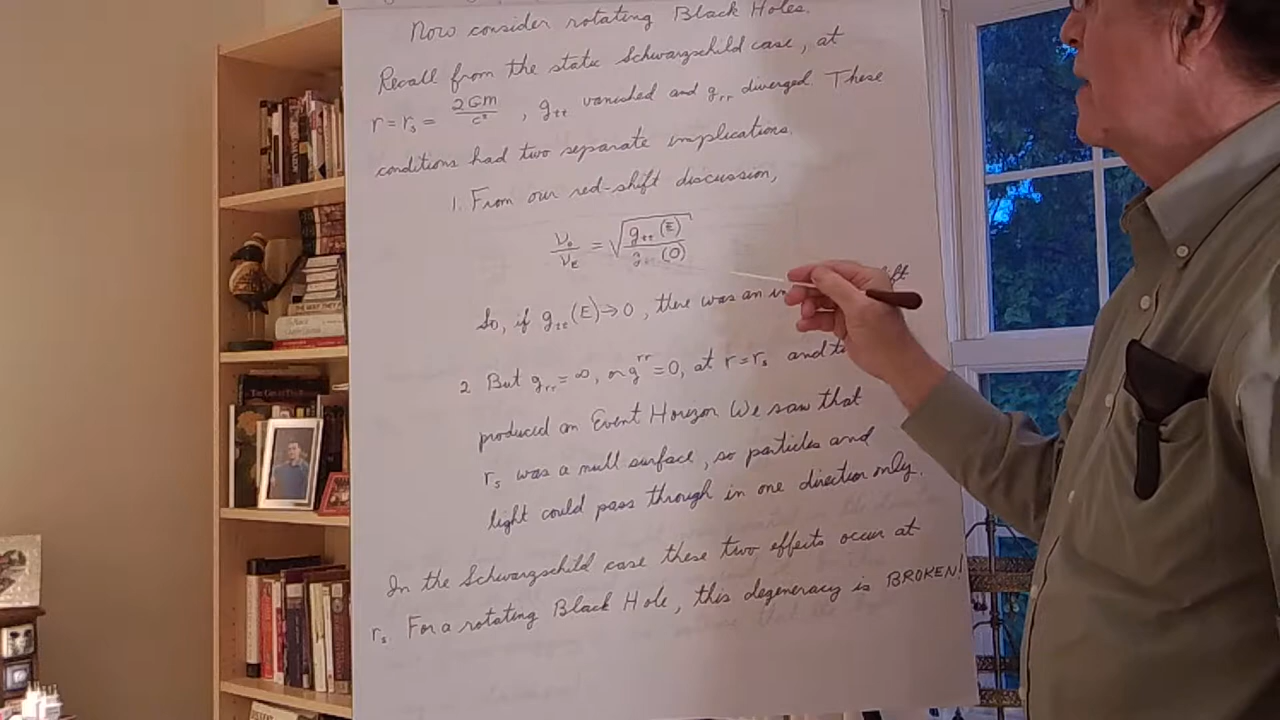 Now consider rotating Black Holes.
Recall from the static Schwarzschild case, at
r = r_s = 2Gm/c², g_tt vanished and g_rr diverged. These
conditions had two separate implications.
1. From our red-shift discussion,
ν_o/ν_E = √(g_tt(E)/g_tt(O))
So, if g_tt(E) → 0, there was an
2. But g_rr = ∞, or g^rr = 0, at r = r_s and
produced an Event Horizon We saw that
r_s was a null surface, so particles and
light could pass through in one direction only.
In the Schwarzschild case these two effects occur at
r_s. For a rotating Black Hole, this degeneracy is BROKEN!